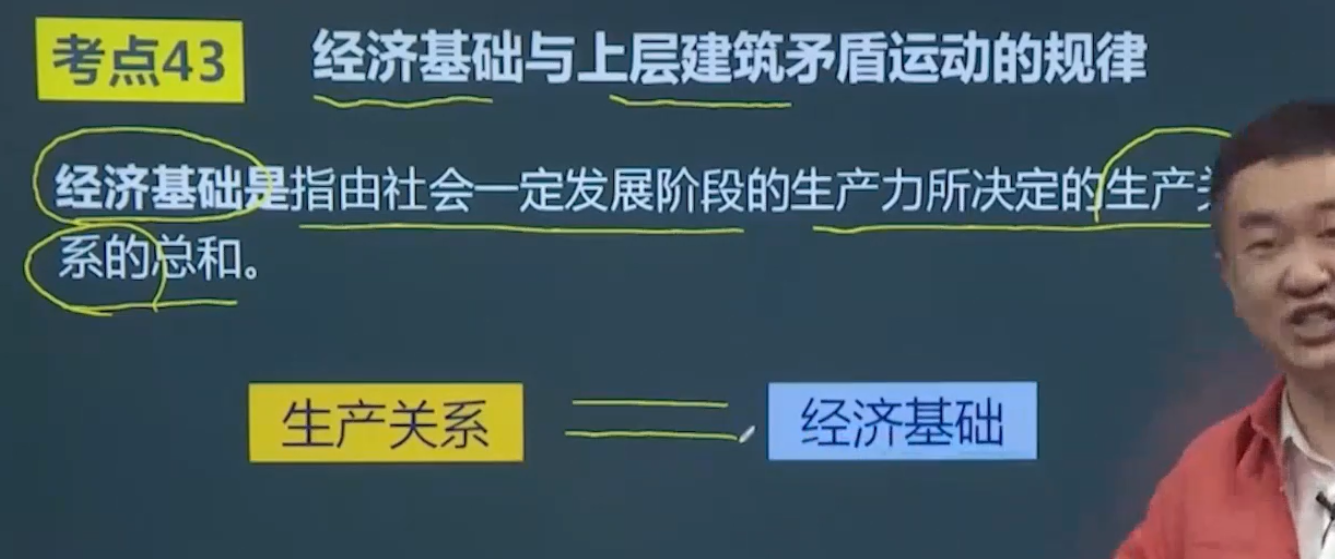 考点43 经济基础与上层建筑矛盾运动的规律
经济基础是指由社会一定发展阶段的生产力所决定的生产关
系的总和。
生产关系 经济基础